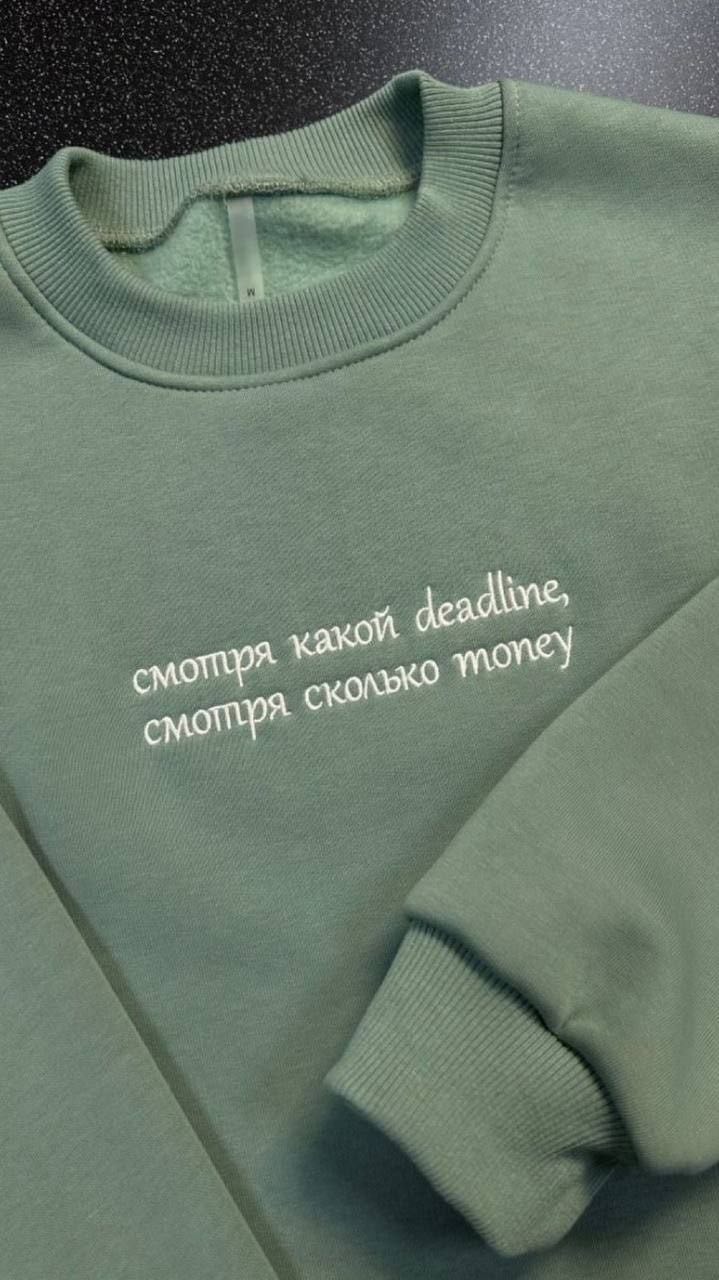 M
смотря какой deadline,
смотря сколько money